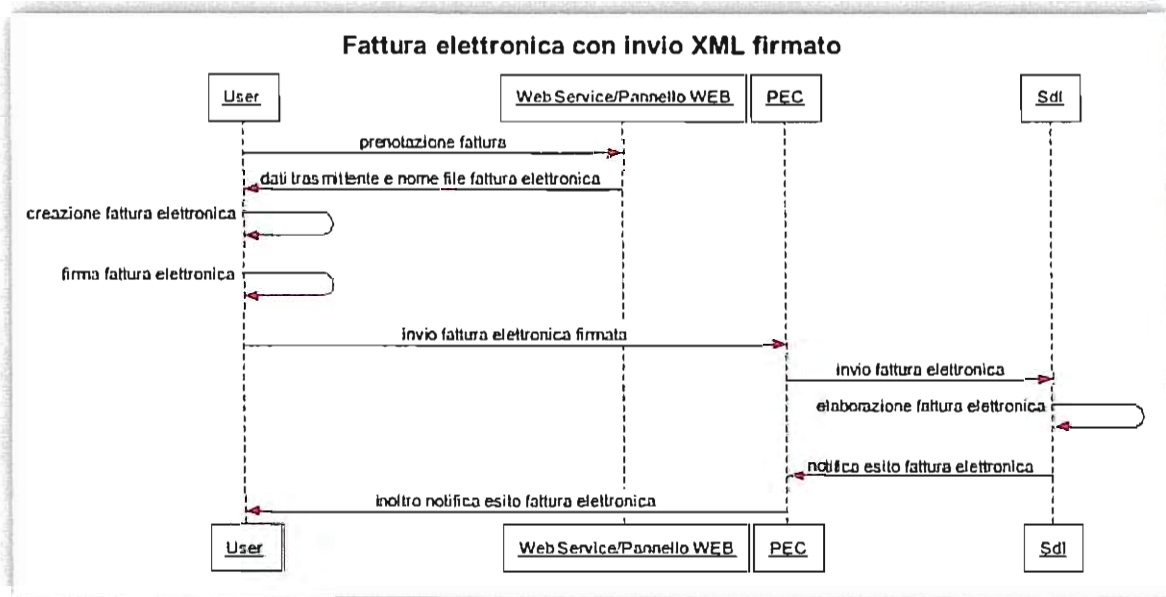 Fattura elettronica con invio XML firmato
User
Web Service/Pannello WEB
PEC
SdI
prenotazione fattura
dati trasmittente e nome file fattura elettronica
creazione fattura elettronica
firma fattura elettronica
invio fattura elettronica firmata
invio fattura elettronica
elaborazione fattura elettronica
notifica esito fattura elettronica
inoltro notifica esito fattura elettronica
User
Web Service/Pannello WEB
PEC
SdI